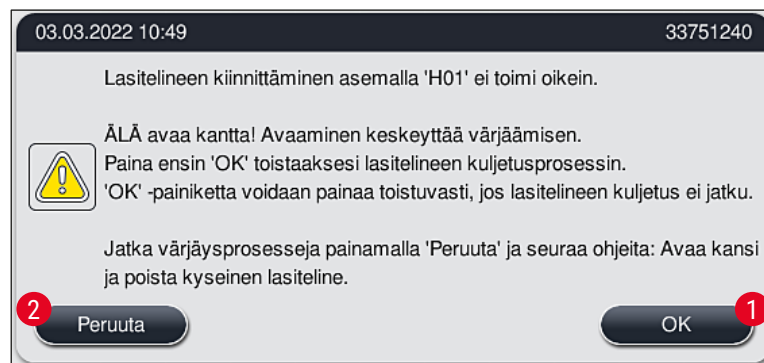 03.03.2022 10:49 33751240
Lasitelineen kiinnittäminen asemalla 'H01' ei toimi oikein.
ÄLÄ avaa kantta! Avaaminen keskeyttää värjäämisen.
Paina ensin 'OK' toistaaksesi lasitelineen kuljetusprosessin.
'OK' -painiketta voidaan painaa toistuvasti, jos lasitelineen kuljetus ei jatku.
Jatka värjäysprosesseja painamalla 'Peruuta' ja seuraa ohjeita: Avaa kansi
ja poista kyseinen lasiteline.
2 Peruuta OK 1